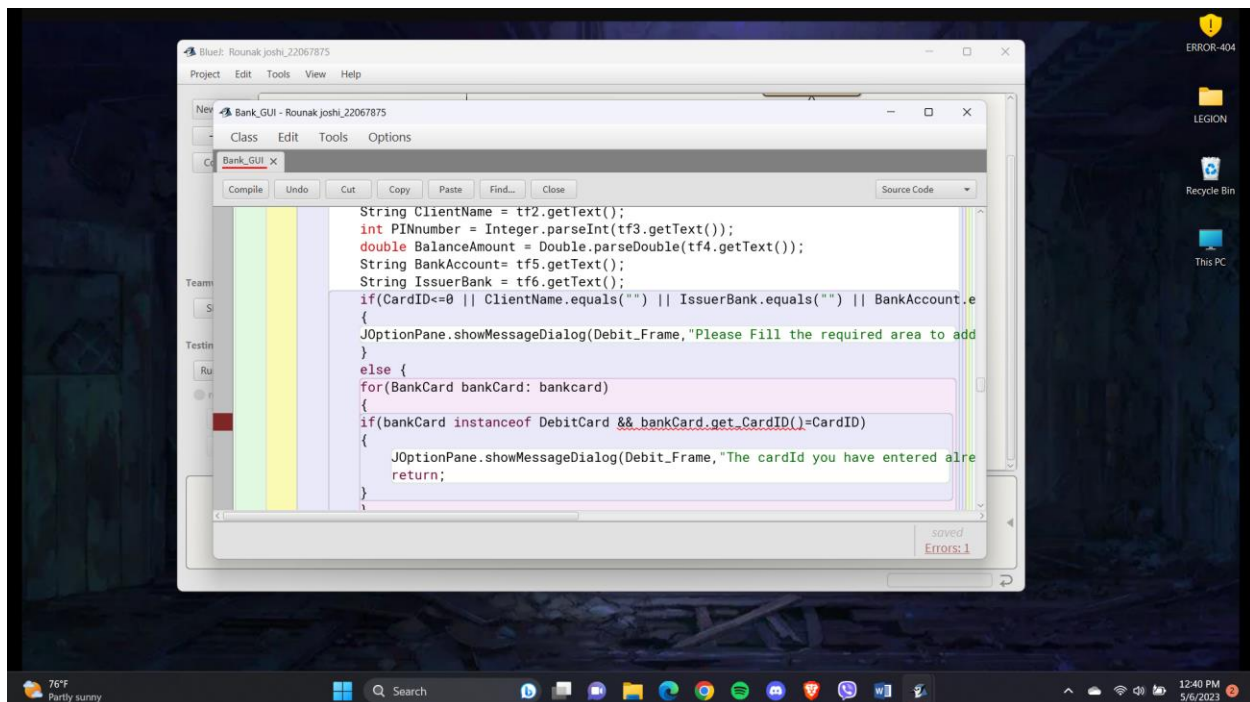 ERROR-404
BlueJ: Rounak joshi_22067875
Project Edit Tools View Help
LEGION
Bank_GUI - Rounak joshi_22067875
Class Edit Tools Options
Bank_GUI
Compile Undo Cut Copy Paste Find... Close Source Code
Recycle Bin
String ClientName = tf2.getText();
int PINnumber = Integer.parseInt(tf3.getText());
double BalanceAmount = Double.parseDouble(tf4.getText());
This PC
String BankAccount= tf5.getText();
String IssuerBank = tf6.getText();
if(CardID<=0 || ClientName.equals("") || IssuerBank.equals("") || BankAccount.e
{
JOptionPane.showMessageDialog(Debit_Frame,"Please Fill the required area to add
}
else {
for(BankCard bankCard: bankcard)
{
if(bankCard instanceof DebitCard && bankCard.get_CardID()=CardID)
{
JOptionPane.showMessageDialog(Debit_Frame,"The cardId you have entered alre
return;
}
}
saved
Errors: 1
76°F
Partly sunny
Search
12:40 PM
5/6/2023
2